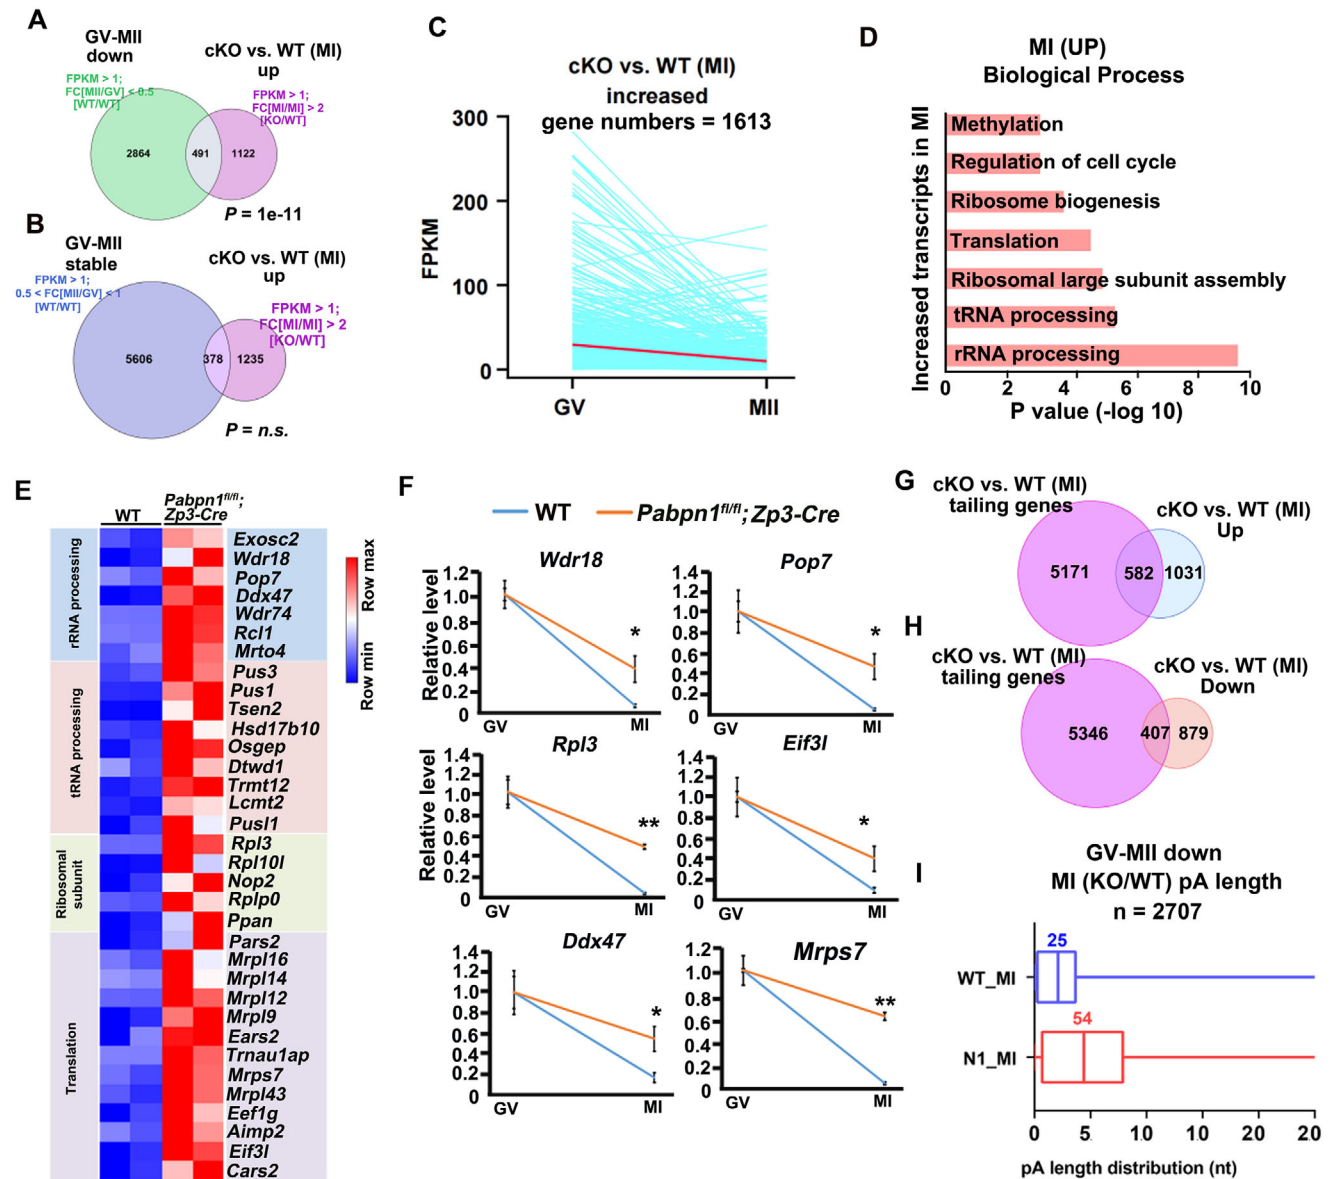 A
GV-MII
down
cKO vs. WT (MI)
up
FPKM > 1;
FC[MII/GV] < 0.5
[WT/WT]
FPKM > 1;
FC[MI/MI] > 2
[KO/WT]
2864
491
1122
P = 1e-11
B
GV-MII
stable
cKO vs. WT (MI)
up
FPKM > 1;
0.5 < FC[MII/GV] < 1
[WT/WT]
FPKM > 1;
FC[MI/MI] > 2
[KO/WT]
5606
378
1235
P = n.s.
C
cKO vs. WT (MI)
increased
gene numbers = 1613
FPKM
300
200
100
0
GV
MII
D
MI (UP)
Biological Process
Increased transcripts in MI
Methylation
Regulation of cell cycle
Ribosome biogenesis
Translation
Ribosomal large subunit assembly
tRNA processing
rRNA processing
0 2 4 6 8 10
P value (-log 10)
E
WT
Pabpn1fl/fl;
Zp3-Cre
rRNA processing
Exosc2
Wdr18
Pop7
Ddx47
Wdr74
Rcl1
Mrto4
tRNA processing
Pus3
Pus1
Tsen2
Hsd17b10
Osgep
Dtwd1
Trmt12
Lcmt2
Pusl1
Ribosomal
subunit
Rpl3
Rpl10l
Nop2
Rplp0
Ppan
Translation
Pars2
Mrpl16
Mrpl14
Mrpl12
Mrpl9
Ears2
Trnau1ap
Mrps7
Mrpl43
Eef1g
Aimp2
Eif3l
Cars2
Row max
Row min
F
WT
Pabpn1fl/fl;Zp3-Cre
Wdr18
Relative level
1.2
1.0
0.8
0.6
0.4
0.2
0
*
GV
MI
Pop7
1.4
1.2
1.0
0.8
0.6
0.4
0.2
0
*
GV
MI
Rpl3
Relative level
1.4
1.2
1.0
0.8
0.6
0.4
0.2
0
**
GV
MI
Eif3l
1.4
1.2
1.0
0.8
0.6
0.4
0.2
0
*
GV
MI
Ddx47
1.4
1.2
1.0
0.8
0.6
0.4
0.2
0
*
GV
MI
Mrps7
1.2
1.0
0.8
0.6
0.4
0.2
0
**
GV
MI
G
cKO vs. WT (MI)
tailing genes
cKO vs. WT (MI)
Up
5171
582
1031
H
cKO vs. WT (MI)
tailing genes
cKO vs. WT (MI)
Down
5346
407
879
I
GV-MII down
MI (KO/WT) pA length
n = 2707
25
WT_MI
54
N1_MI
0 5 10 20 20
pA length distribution (nt)